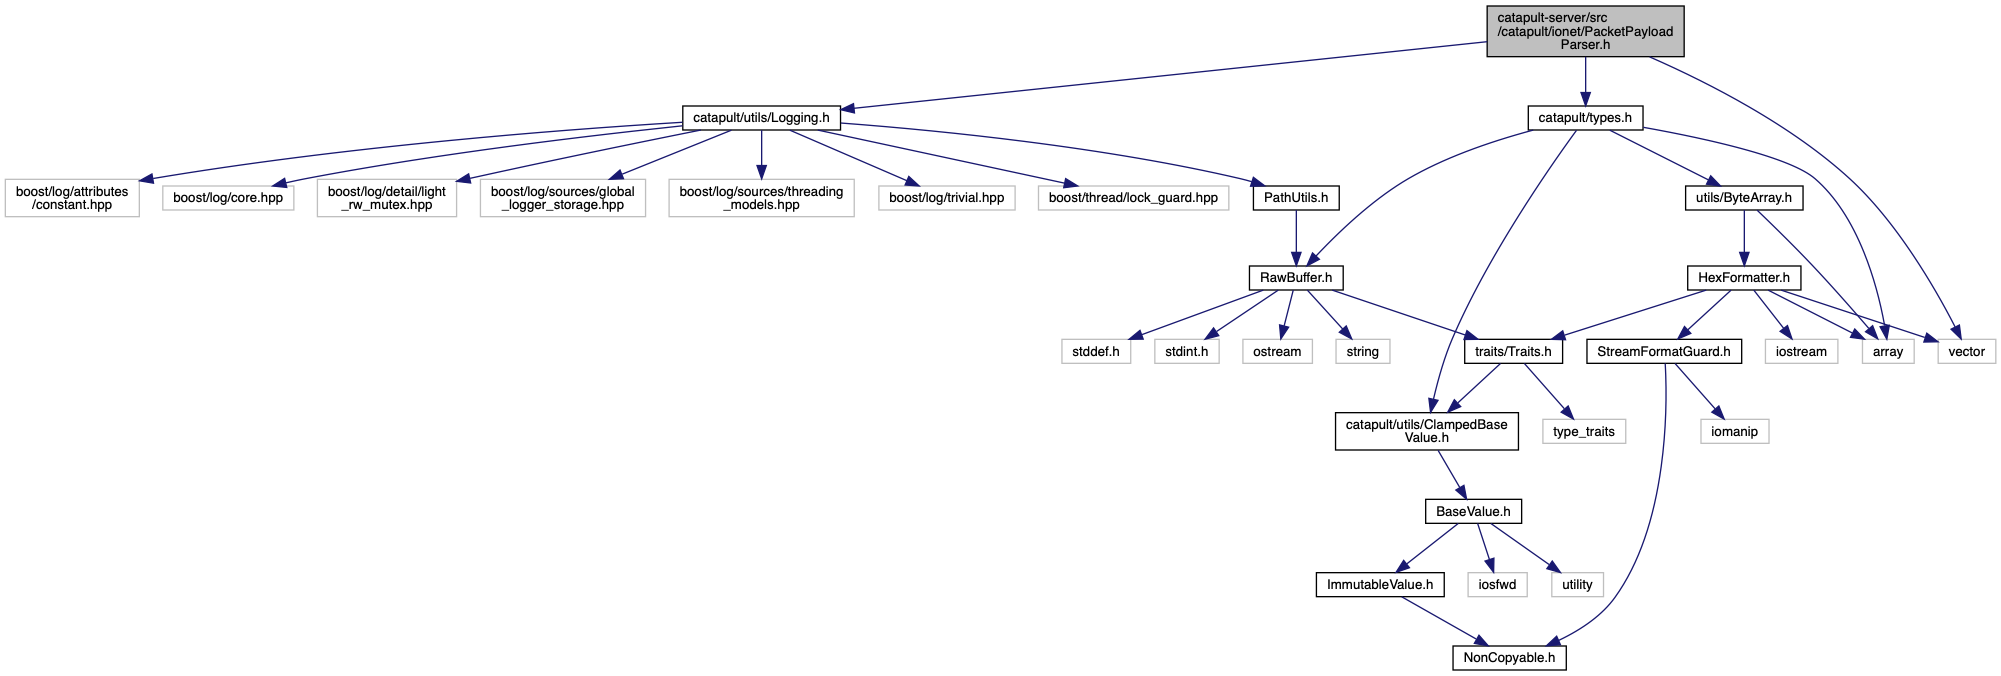 catapult-server/src
/catapult/ionet/PacketPayload
Parser.h
catapult/utils/Logging.h
catapult/types.h
boost/log/attributes
/constant.hpp
boost/log/core.hpp
boost/log/detail/light
_rw_mutex.hpp
boost/log/sources/global
_logger_storage.hpp
boost/log/sources/threading
_models.hpp
boost/log/trivial.hpp
boost/thread/lock_guard.hpp
PathUtils.h
utils/ByteArray.h
RawBuffer.h
HexFormatter.h
stddef.h
stdint.h
ostream
string
traits/Traits.h
StreamFormatGuard.h
iostream
array
vector
catapult/utils/ClampedBase
Value.h
type_traits
iomanip
BaseValue.h
ImmutableValue.h
iosfwd
utility
NonCopyable.h